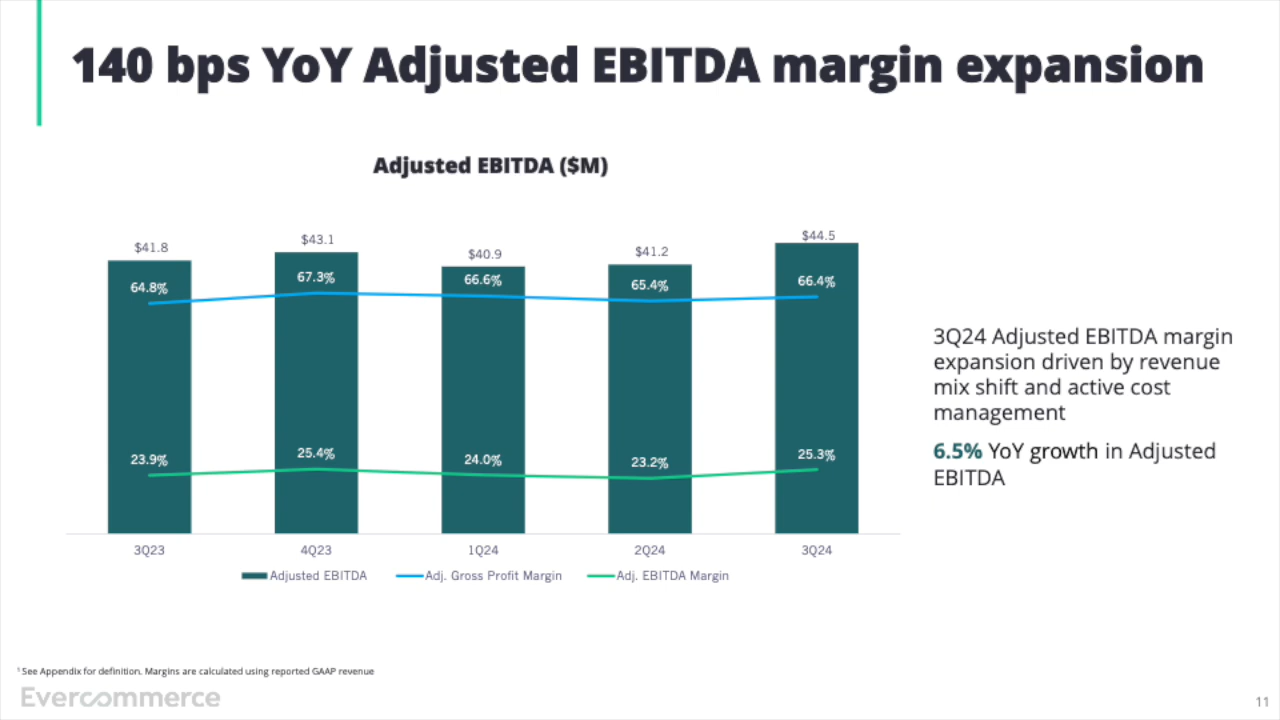 140 bps YoY Adjusted EBITDA margin expansion
Adjusted EBITDA ($M)
$41.8
$43.1
$40.9
$41.2
$44.5
64.8%
67.3%
66.6%
65.4%
66.4%
23.9%
25.4%
24.0%
23.2%
25.3%
3Q23
4Q23
1Q24
2Q24
3Q24
Adjusted EBITDA
Adj. Gross Profit Margin
Adj. EBITDA Margin
3Q24 Adjusted EBITDA margin
expansion driven by revenue
mix shift and active cost
management
6.5% YoY growth in Adjusted
EBITDA
¹ See Appendix for definition. Margins are calculated using reported GAAP revenue
Evercommerce
11